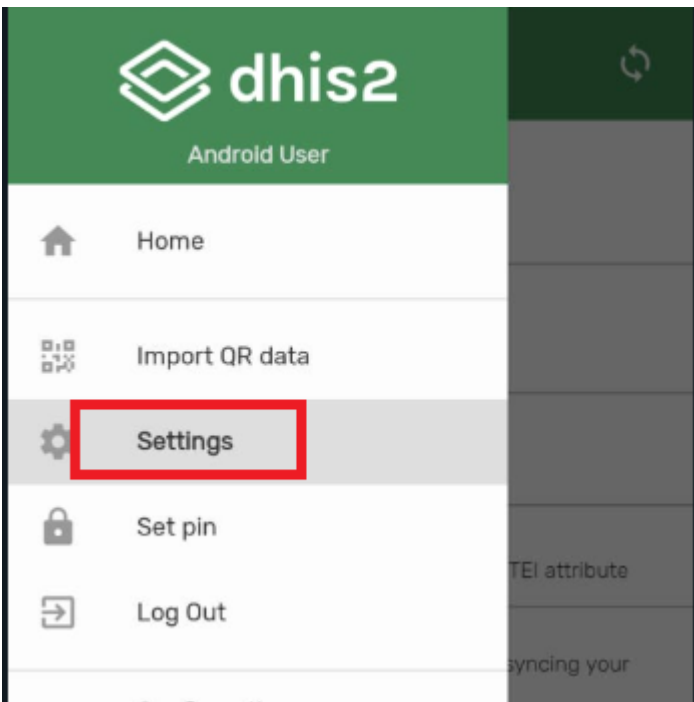 dhis2
Android User
Home
Import QR data
Settings
Set pin
Log Out
TEI attribute
syncing your